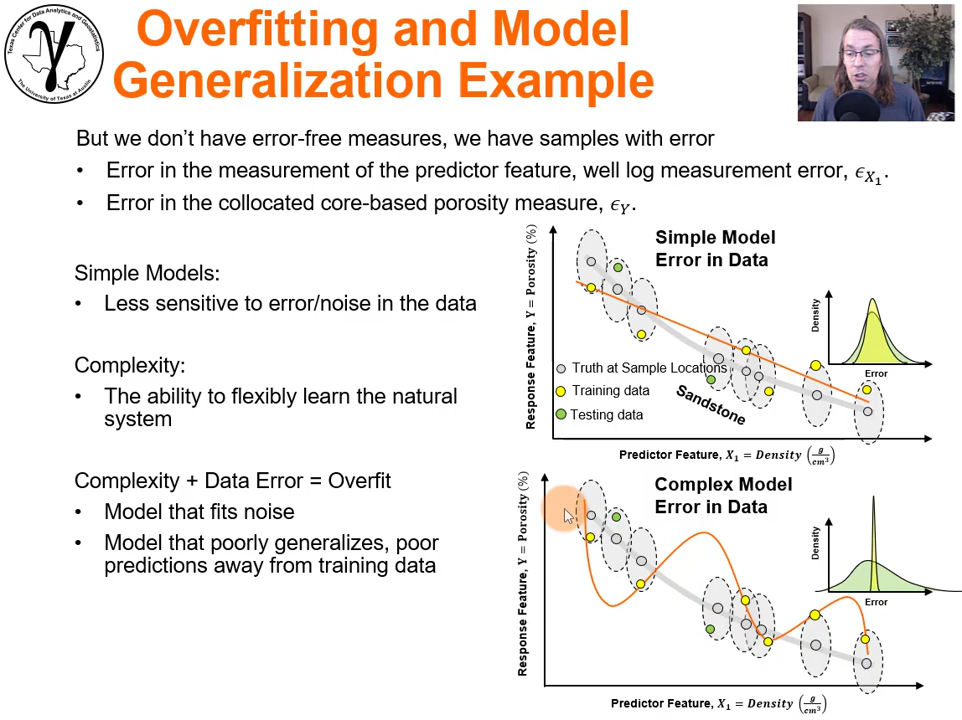 Texas Center for Data Analytics and Geostatistics
γ
The University of Texas at Austin
Overfitting and Model
Generalization Example
But we don't have error-free measures, we have samples with error
• Error in the measurement of the predictor feature, well log measurement error, ϵ_X₁.
• Error in the collocated core-based porosity measure, ϵ_Y.
Simple Models:
• Less sensitive to error/noise in the data
Complexity:
• The ability to flexibly learn the natural
system
Complexity + Data Error = Overfit
• Model that fits noise
• Model that poorly generalizes, poor
predictions away from training data
Simple Model
Error in Data
Response Feature, Y = Porosity (%)
Density
Error
Truth at Sample Locations
Training data
Testing data
Sandstone
Predictor Feature, X₁ = Density (g/cm³)
Complex Model
Error in Data
Response Feature, Y = Porosity (%)
Density
Error
Predictor Feature, X₁ = Density (g/cm³)